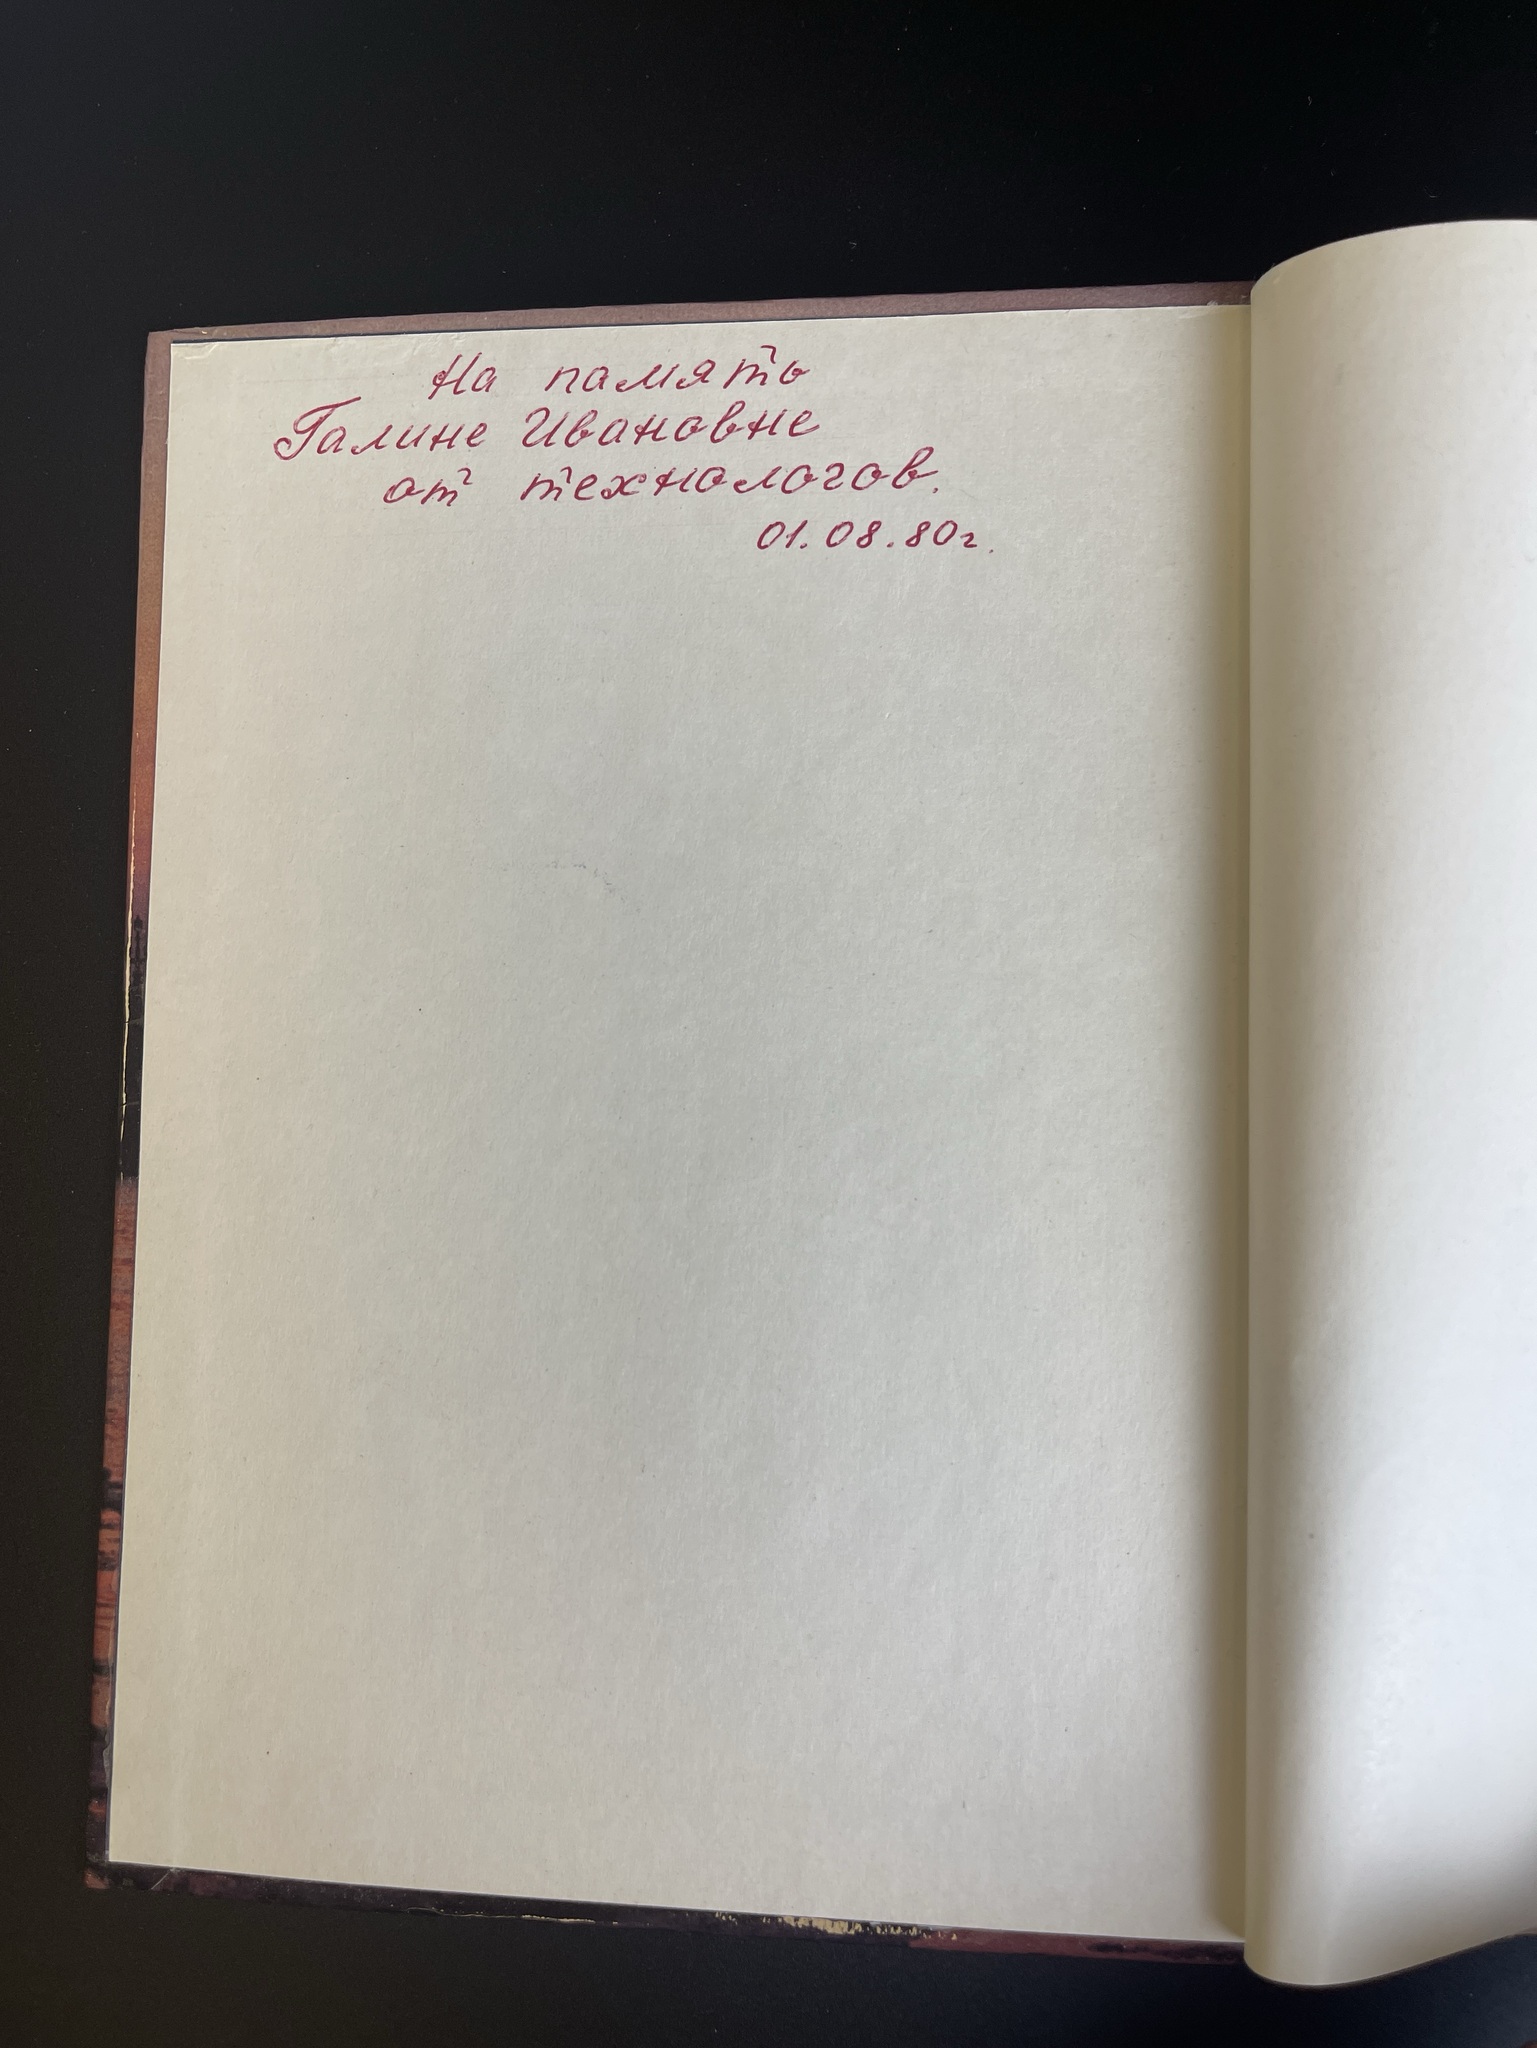 На память
Галине Ивановне
от технологов.
01.08.80г.